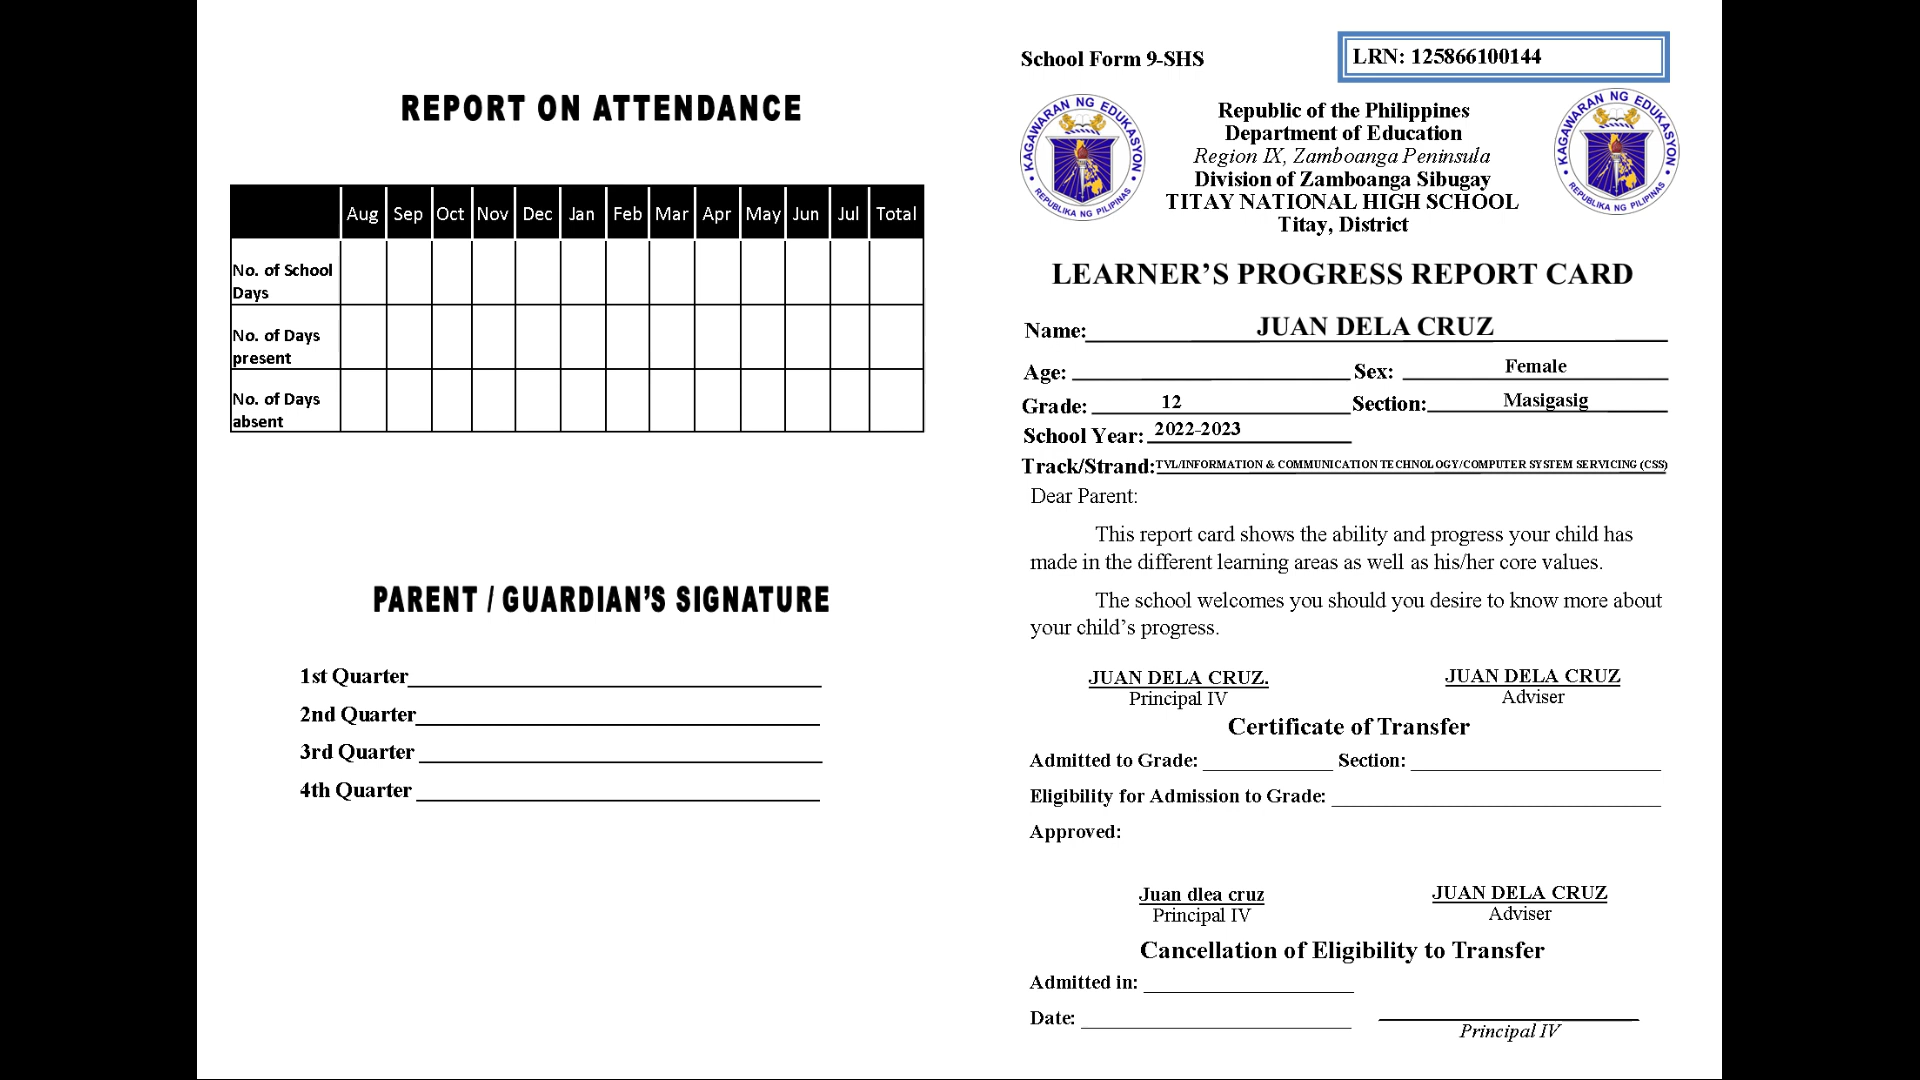 REPORT ON ATTENDANCE
Aug Sep Oct Nov Dec Jan Feb Mar Apr May Jun Jul Total
No. of School
Days
No. of Days
present
No. of Days
absent
PARENT / GUARDIAN'S SIGNATURE
1st Quarter
2nd Quarter
3rd Quarter
4th Quarter
School Form 9-SHS
LRN: 125866100144
KAGAWARAN NG EDUKASYON
REPUBLIKA NG PILIPINAS
KAGAWARAN NG EDUKASYON
REPUBLIKA NG PILIPINAS
Republic of the Philippines
Department of Education
Region IX, Zamboanga Peninsula
Division of Zamboanga Sibugay
TITAY NATIONAL HIGH SCHOOL
Titay, District
LEARNER'S PROGRESS REPORT CARD
Name: JUAN DELA CRUZ
Age: Sex: Female
Grade: 12 Section: Masigasig
School Year: 2022-2023
Track/Strand: TVL/INFORMATION & COMMUNICATION TECHNOLOGY/COMPUTER SYSTEM SERVICING (CSS)
Dear Parent:
This report card shows the ability and progress your child has
made in the different learning areas as well as his/her core values.
The school welcomes you should you desire to know more about
your child's progress.
JUAN DELA CRUZ. JUAN DELA CRUZ
Principal IV Adviser
Certificate of Transfer
Admitted to Grade: Section:
Eligibility for Admission to Grade:
Approved:
Juan dlea cruz JUAN DELA CRUZ
Principal IV Adviser
Cancellation of Eligibility to Transfer
Admitted in:
Date:
Principal IV